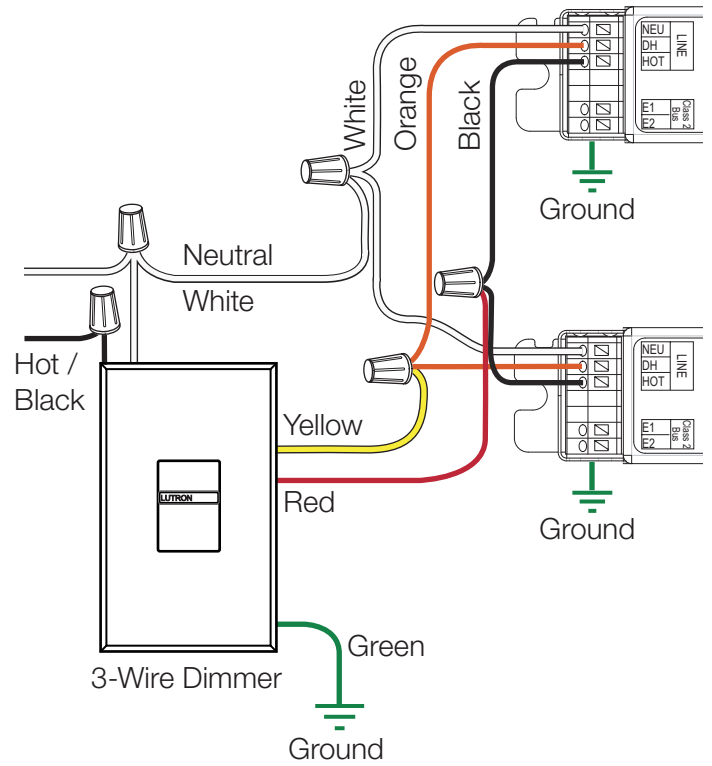 NEU
DH
HOT
LINE
E1
E2
Class 2
Bus
Ground
White
Orange
Black
Neutral
White
Hot /
Black
NEU
DH
HOT
LINE
E1
E2
Class 2
Bus
Ground
Yellow
LUTRON
Red
Green
3-Wire Dimmer
Ground